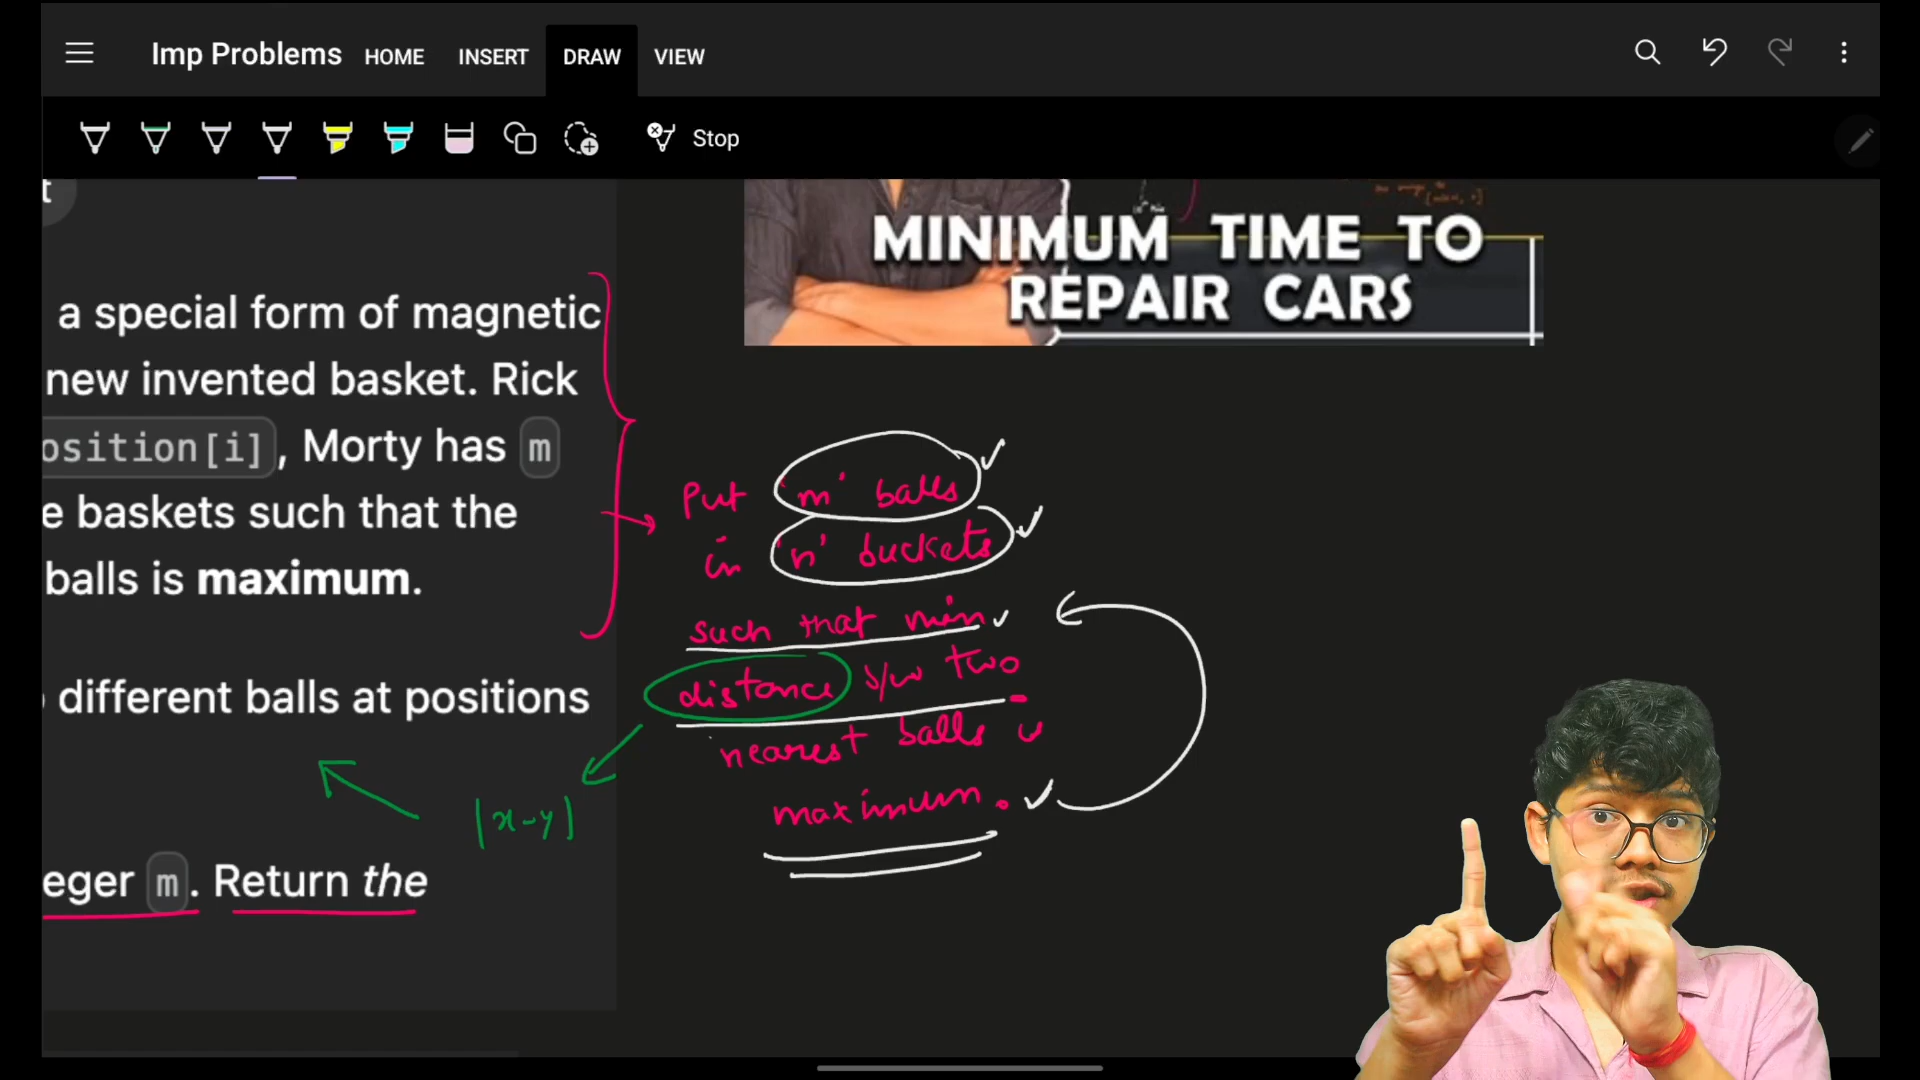 Imp Problems HOME INSERT DRAW VIEW
Stop
t
a special form of magnetic
new invented basket. Rick
osition[i], Morty has m
e baskets such that the
balls is maximum.
different balls at positions
eger m. Return the
MINIMUM TIME TO
REPAIR CARS
Put 'm' balls
in 'n' buckets
such that min
distance b/w two
nearest balls
maximum.
|x-y|